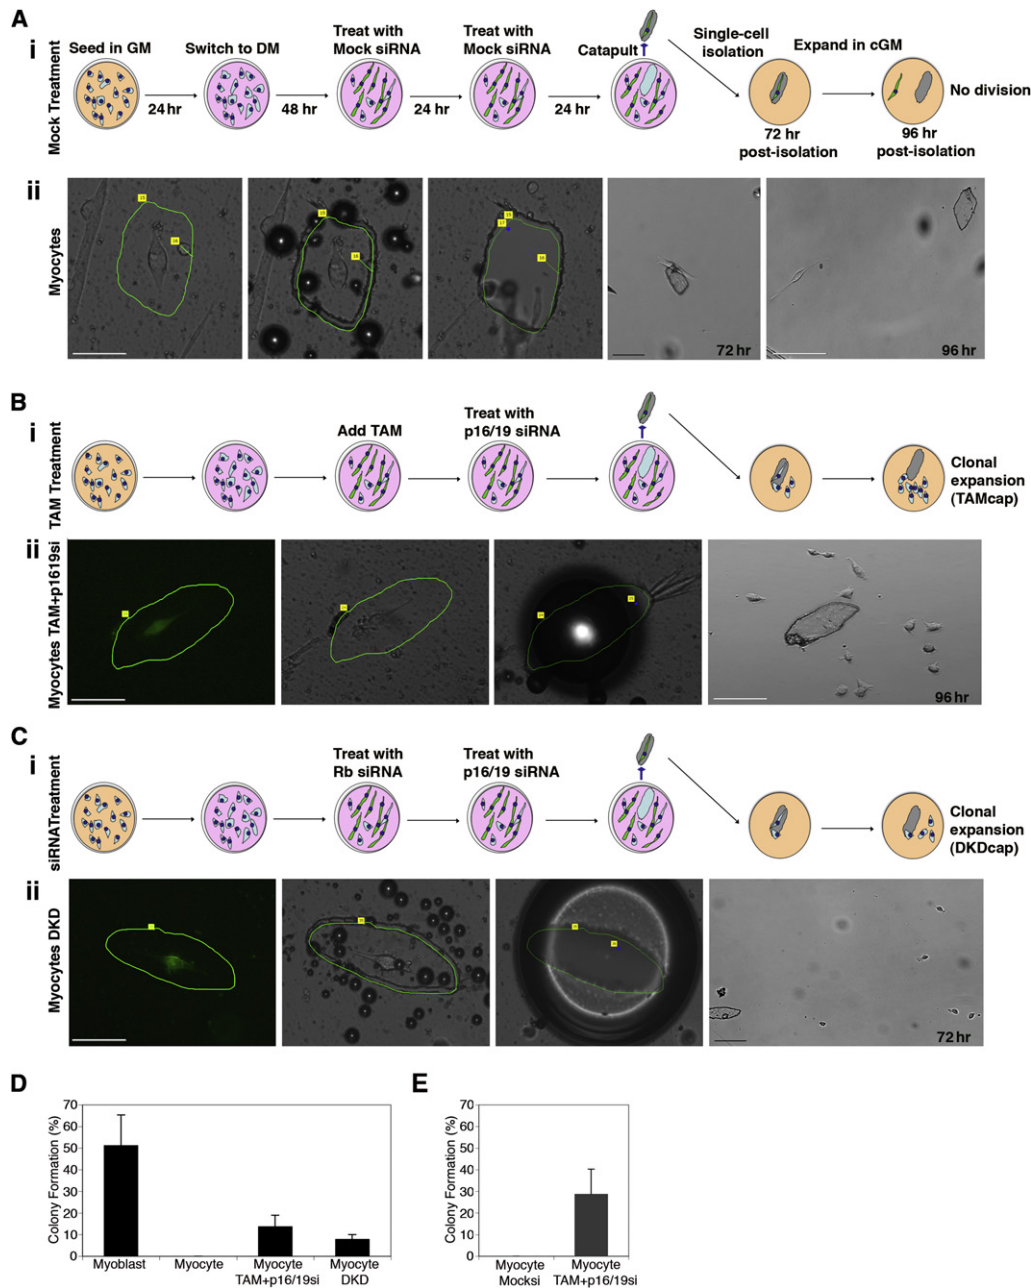 A
i
Mock Treatment
Seed in GM
24 hr
Switch to DM
48 hr
Treat with
Mock siRNA
24 hr
Treat with
Mock siRNA
24 hr
Catapult
Single-cell
isolation
Expand in cGM
No division
72 hr
post-isolation
96 hr
post-isolation
ii
Myocytes
72 hr
96 hr
B
i
TAM Treatment
Add TAM
Treat with
p16/19 siRNA
Clonal
expansion
(TAMcap)
ii
Myocytes TAM+p1619si
96 hr
C
i
siRNATreatment
Treat with
Rb siRNA
Treat with
p16/19 siRNA
Clonal
expansion
(DKDcap)
ii
Myocytes DKD
72 hr
D
Colony Formation (%)
70
60
50
40
30
20
10
0
Myoblast
Myocyte
Myocyte
TAM+p16/19si
Myocyte
DKD
E
Colony Formation (%)
70
60
50
40
30
20
10
0
Myocyte
Mocksi
Myocyte
TAM+p16/19si